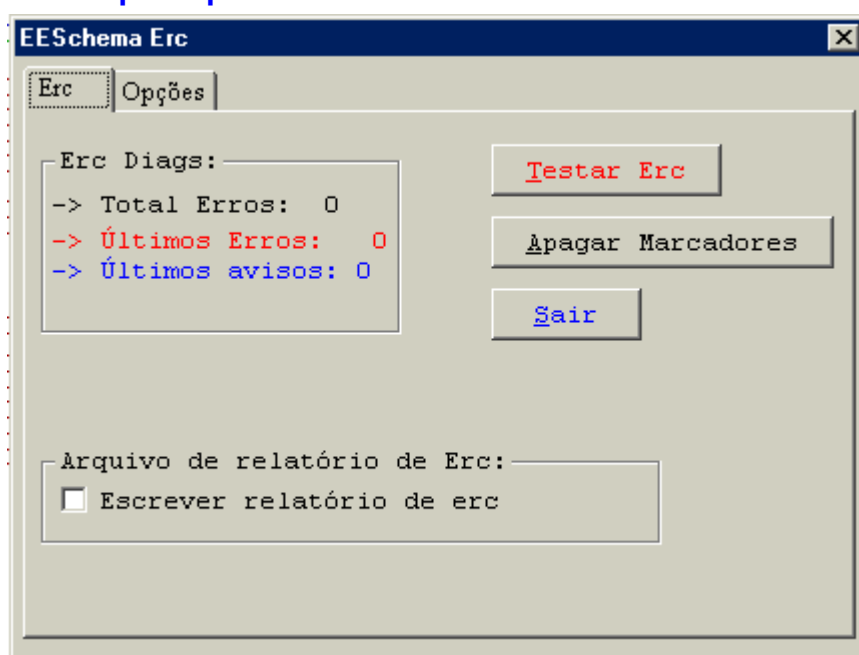 EESchema Erc
Erc
Opções
Erc Diags:
-> Total Erros: 0
-> Últimos Erros: 0
-> Últimos avisos: 0
Testar Erc
Apagar Marcadores
Sair
Arquivo de relatório de Erc:
Escrever relatório de erc